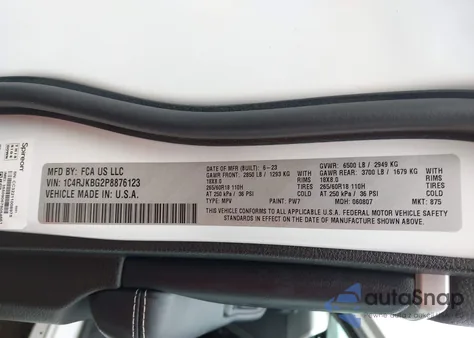 MFD BY: FCA US LLC
VIN: 1C4RJKBG2P8876123
VEHICLE MADE IN U.S.A.
DATE OF MFR (BUILT): 6-23
GAWR FRONT: 2850 LB / 1293 KG
18X8.0 RIMS
265/60R18 110H TIRES
AT 250 kPa / 36 PSI
GVWR: 6500 LB / 2949 KG
GAWR REAR: 3700 LB / 1679 KG
18X8.0 RIMS
265/60R18 110H TIRES
AT 250 kPa / 36 PSI
THIS VEHICLE CONFORMS TO ALL APPLICABLE U.S.A.
FEDERAL MOTOR VEHICLE SAFETY, BUMPER, AND THEFT PREVENTION STANDARDS IN EFFECT ON THE DATE OF MANUFACTURE SHOWN ABOVE.
TYPE: MPV PAINT: PW7 MDH: 060807 MKT: 875
autoSnap